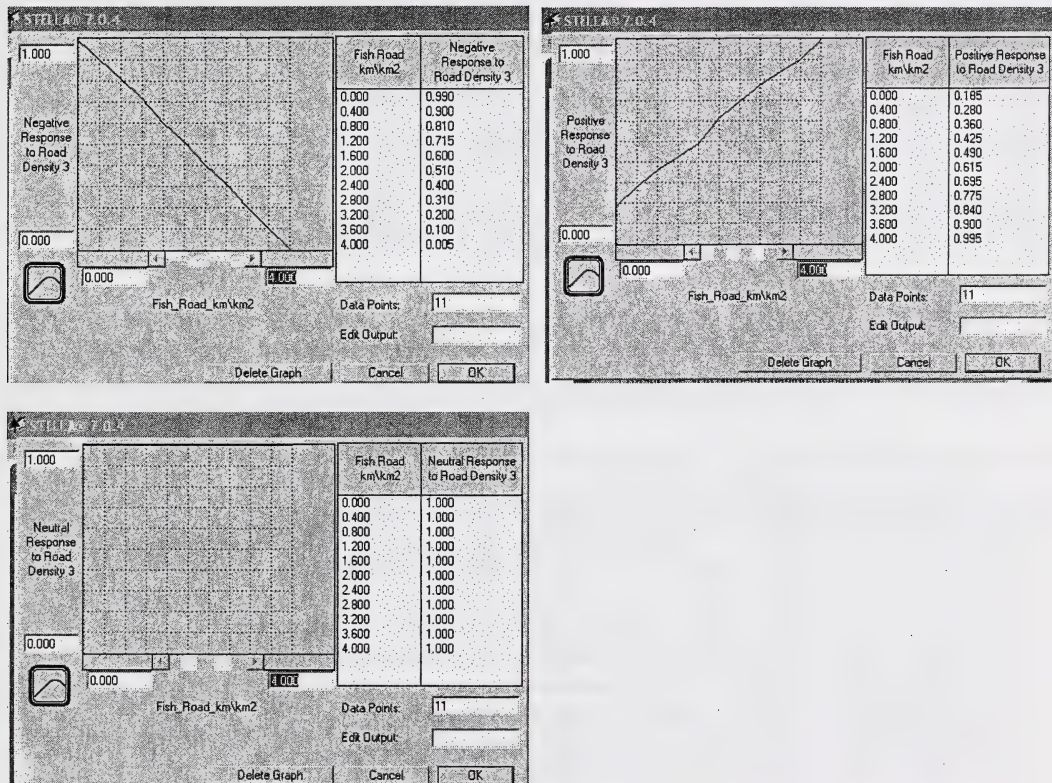 STELLA® 7.0.4
1.000
Negative
Response
to Road
Density 3
0.000
0.000
4.000
Fish_Road_km\km2
Fish Road
km\km2
Negative
Response to
Road Density 3
0.000 0.990
0.400 0.900
0.800 0.810
1.200 0.715
1.600 0.600
2.000 0.510
2.400 0.400
2.800 0.310
3.200 0.200
3.600 0.100
4.000 0.005
Data Points: 11
Edit Output:
Delete Graph Cancel OK
STELLA® 7.0.4
1.000
Positive
Response
to Road
Density 3
0.000
0.000
4.000
Fish_Road_km\km2
Fish Road
km\km2
Positive Response
to Road Density 3
0.000 0.185
0.400 0.280
0.800 0.360
1.200 0.425
1.600 0.490
2.000 0.615
2.400 0.695
2.800 0.775
3.200 0.840
3.600 0.900
4.000 0.995
Data Points: 11
Edit Output:
Delete Graph Cancel OK
STELLA® 7.0.4
1.000
Neutral
Response
to Road
Density 3
0.000
0.000
4.000
Fish_Road_km\km2
Fish Road
km\km2
Neutral Response
to Road Density 3
0.000 1.000
0.400 1.000
0.800 1.000
1.200 1.000
1.600 1.000
2.000 1.000
2.400 1.000
2.800 1.000
3.200 1.000
3.600 1.000
4.000 1.000
Data Points: 11
Edit Output:
Delete Graph Cancel OK